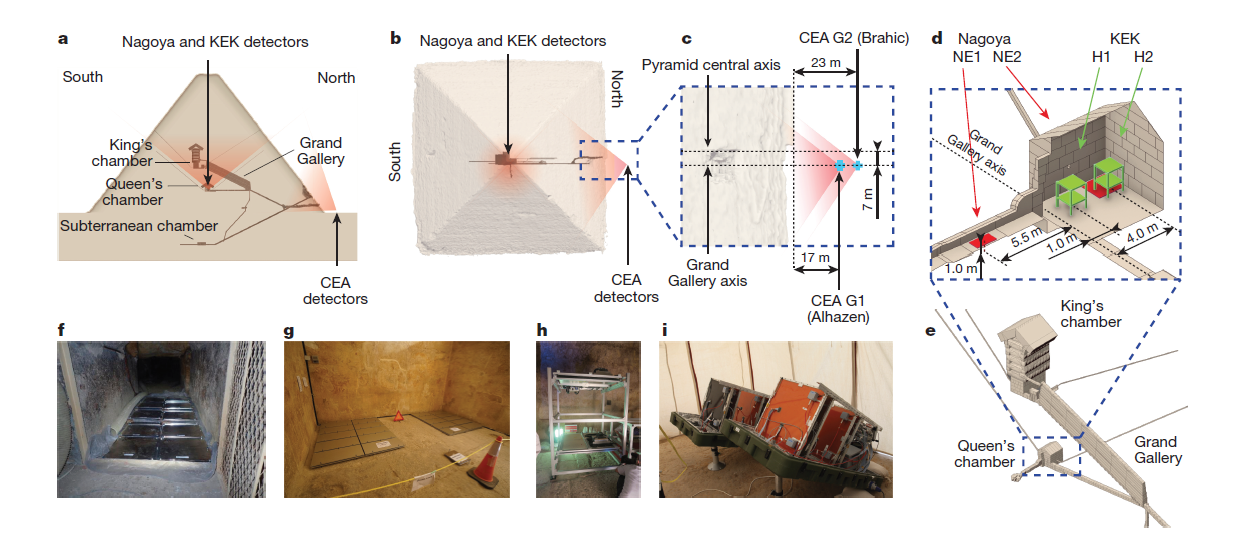 a
Nagoya and KEK detectors
South
North
King's
chamber
Grand
Gallery
Queen's
chamber
Subterranean chamber
CEA
detectors
b
Nagoya and KEK detectors
North
South
CEA
detectors
c
CEA G2 (Brahic)
Pyramid central axis
23 m
7 m
17 m
Grand
Gallery axis
CEA G1
(Alhazen)
d
Nagoya
NE1 NE2
KEK
H1 H2
Grand
Gallery axis
5.5 m
1.0 m
4.0 m
1.0 m
e
King's
chamber
Queen's
chamber
Grand
Gallery
f
g
h
i